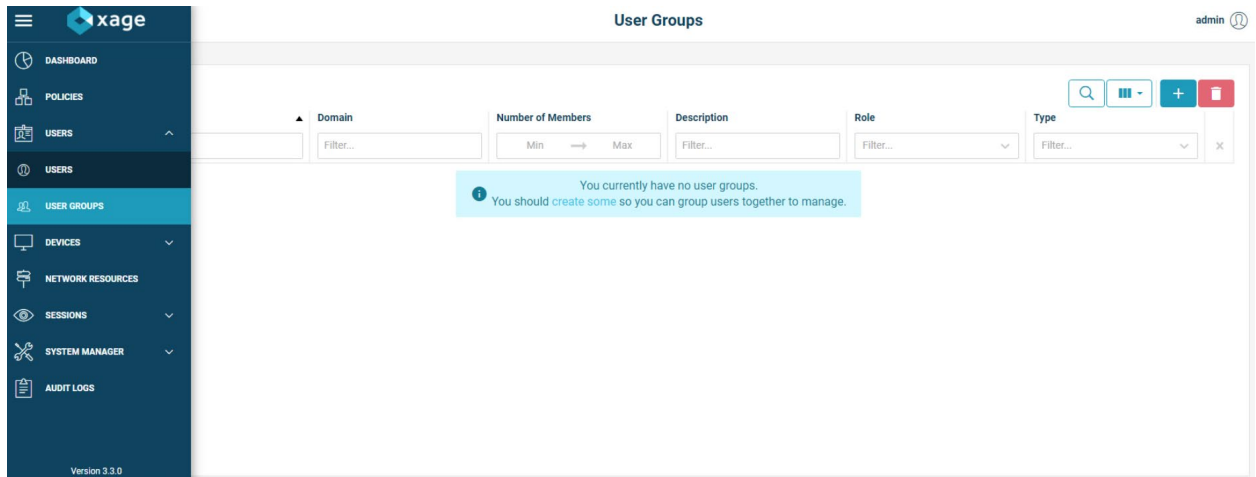 xage
User Groups
admin
DASHBOARD
POLICIES
USERS
USERS
USER GROUPS
DEVICES
NETWORK RESOURCES
SESSIONS
SYSTEM MANAGER
AUDIT LOGS
Version 3.3.0
Domain
Number of Members
Description
Role
Type
Filter...
Min
Max
Filter...
Filter...
Filter...
You currently have no user groups.
You should create some so you can group users together to manage.